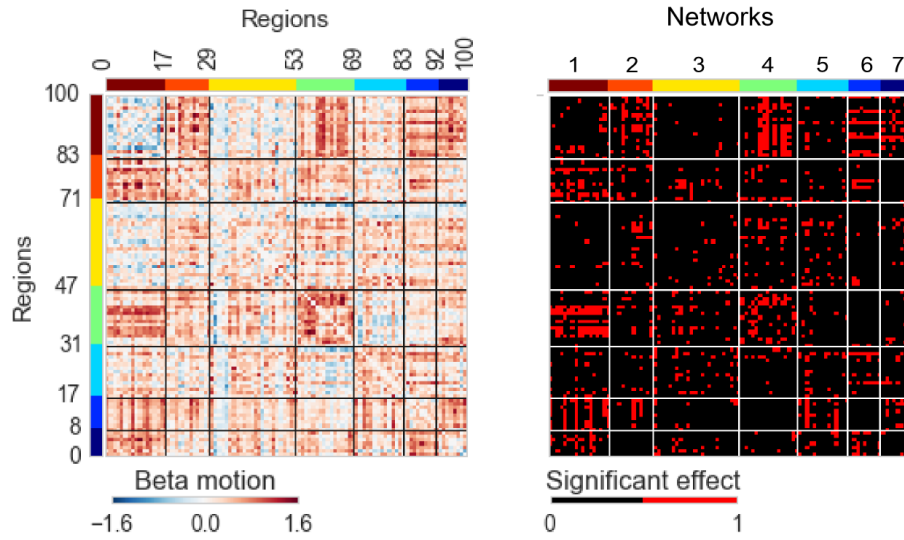 Regions
Networks
0 17 29 53 69 83 92 100
1 2 3 4 5 6 7
100
83
71
47
31
17
8
0
Regions
Beta motion
−1.6 0.0 1.6
Significant effect
0 1